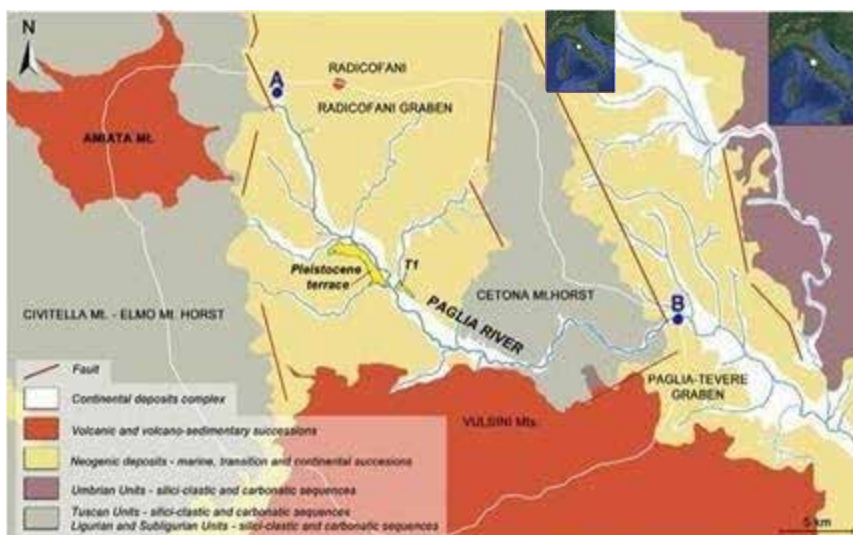 N
A
RADICOFANI
RADICOFANI GRABEN
AMIATA Mt.
Pleistocene
terrace
T1
PAGLIA RIVER
CETONA Mt.HORST
CIVITELLA Mt. - ELMO Mt. HORST
B
PAGLIA-TEVERE
GRABEN
VULSINI Mts.
Fault
Continental deposits complex
Volcanic and volcano-sedimentary successions
Neogenic deposits - marine, transition and continental succesions
Umbrian Units - silici-clastic and carbonatic sequences
Tuscan Units - silici-clastic and carbonatic sequences
Ligurian and Subligurian Units - silici-clastic and carbonatic sequences
5 km